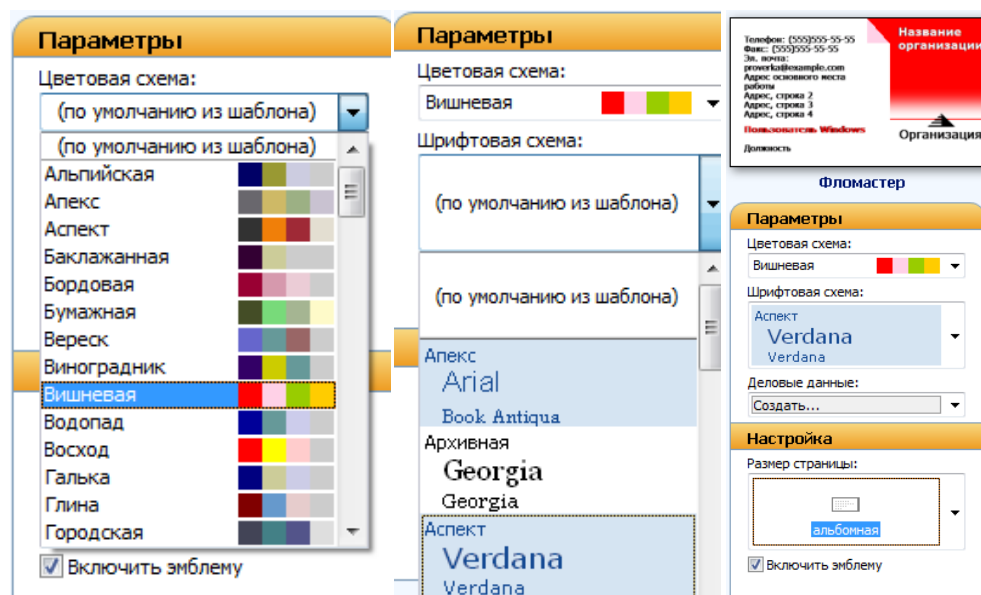 Параметры
Цветовая схема:
(по умолчанию из шаблона)
(по умолчанию из шаблона)
Альпийская
Апекс
Аспект
Баклажанная
Бордовая
Бумажная
Вереск
Виноградник
Вишневая
Водопад
Восход
Галька
Глина
Городская
Включить эмблему
Параметры
Цветовая схема:
Вишневая
Шрифтовая схема:
(по умолчанию из шаблона)
(по умолчанию из шаблона)
Апекс
Arial
Book Antiqua
Архивная
Georgia
Georgia
Аспект
Verdana
Verdana
Телефон: (555)555-55-55
Факс: (555)555-55-55
Эл. почта:
proverka@example.com
Адрес основного места
работы
Адрес, строка 2
Адрес, строка 3
Адрес, строка 4
Пользователь Windows
Должность
Название
организации
Организация
Фломастер
Параметры
Цветовая схема:
Вишневая
Шрифтовая схема:
Аспект
Verdana
Verdana
Деловые данные:
Создать...
Настройка
Размер страницы:
альбомная
Включить эмблему